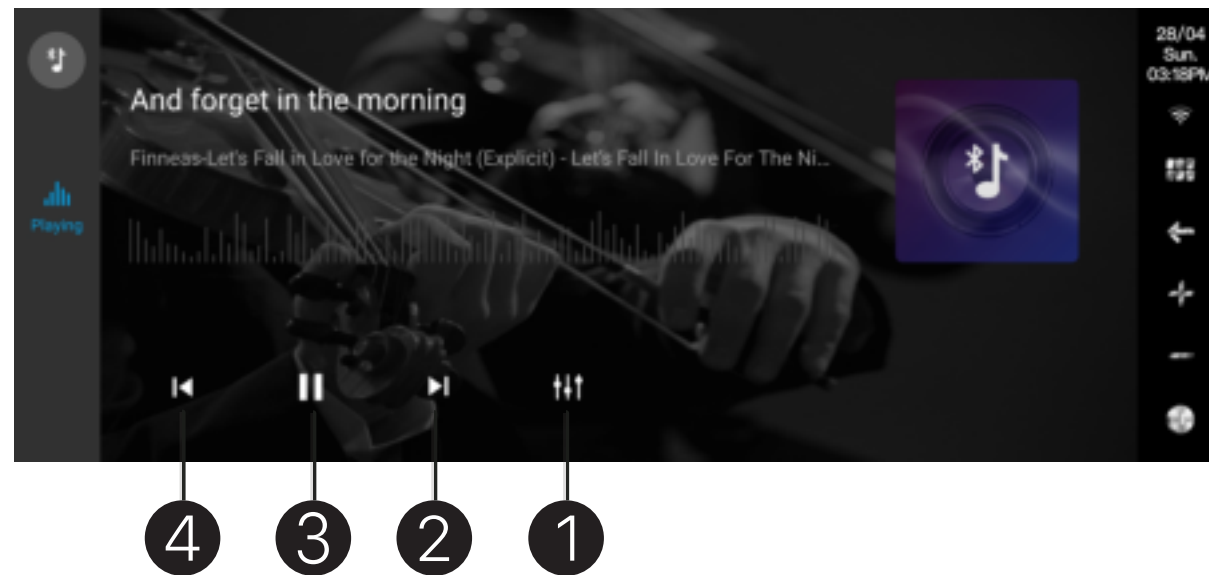 And forget in the morning
Finneas-Let's Fall in Love for the Night (Explicit) - Let's Fall In Love For The Ni...
Playing
28/04
Sun.
03:18PM
4
3
2
1